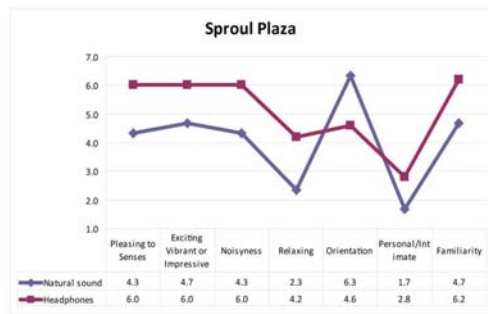 Sproul Plaza
7.0
6.0
5.0
4.0
3.0
2.0
1.0
Pleasing to Senses
Exciting Vibrant or Impressive
Noisyness
Relaxing
Orientation
Personal/Intimate
Familiarity
Natural sound 4.3 4.7 4.3 2.3 6.3 1.7 4.7
Headphones 6.0 6.0 6.0 4.2 4.6 2.8 6.2